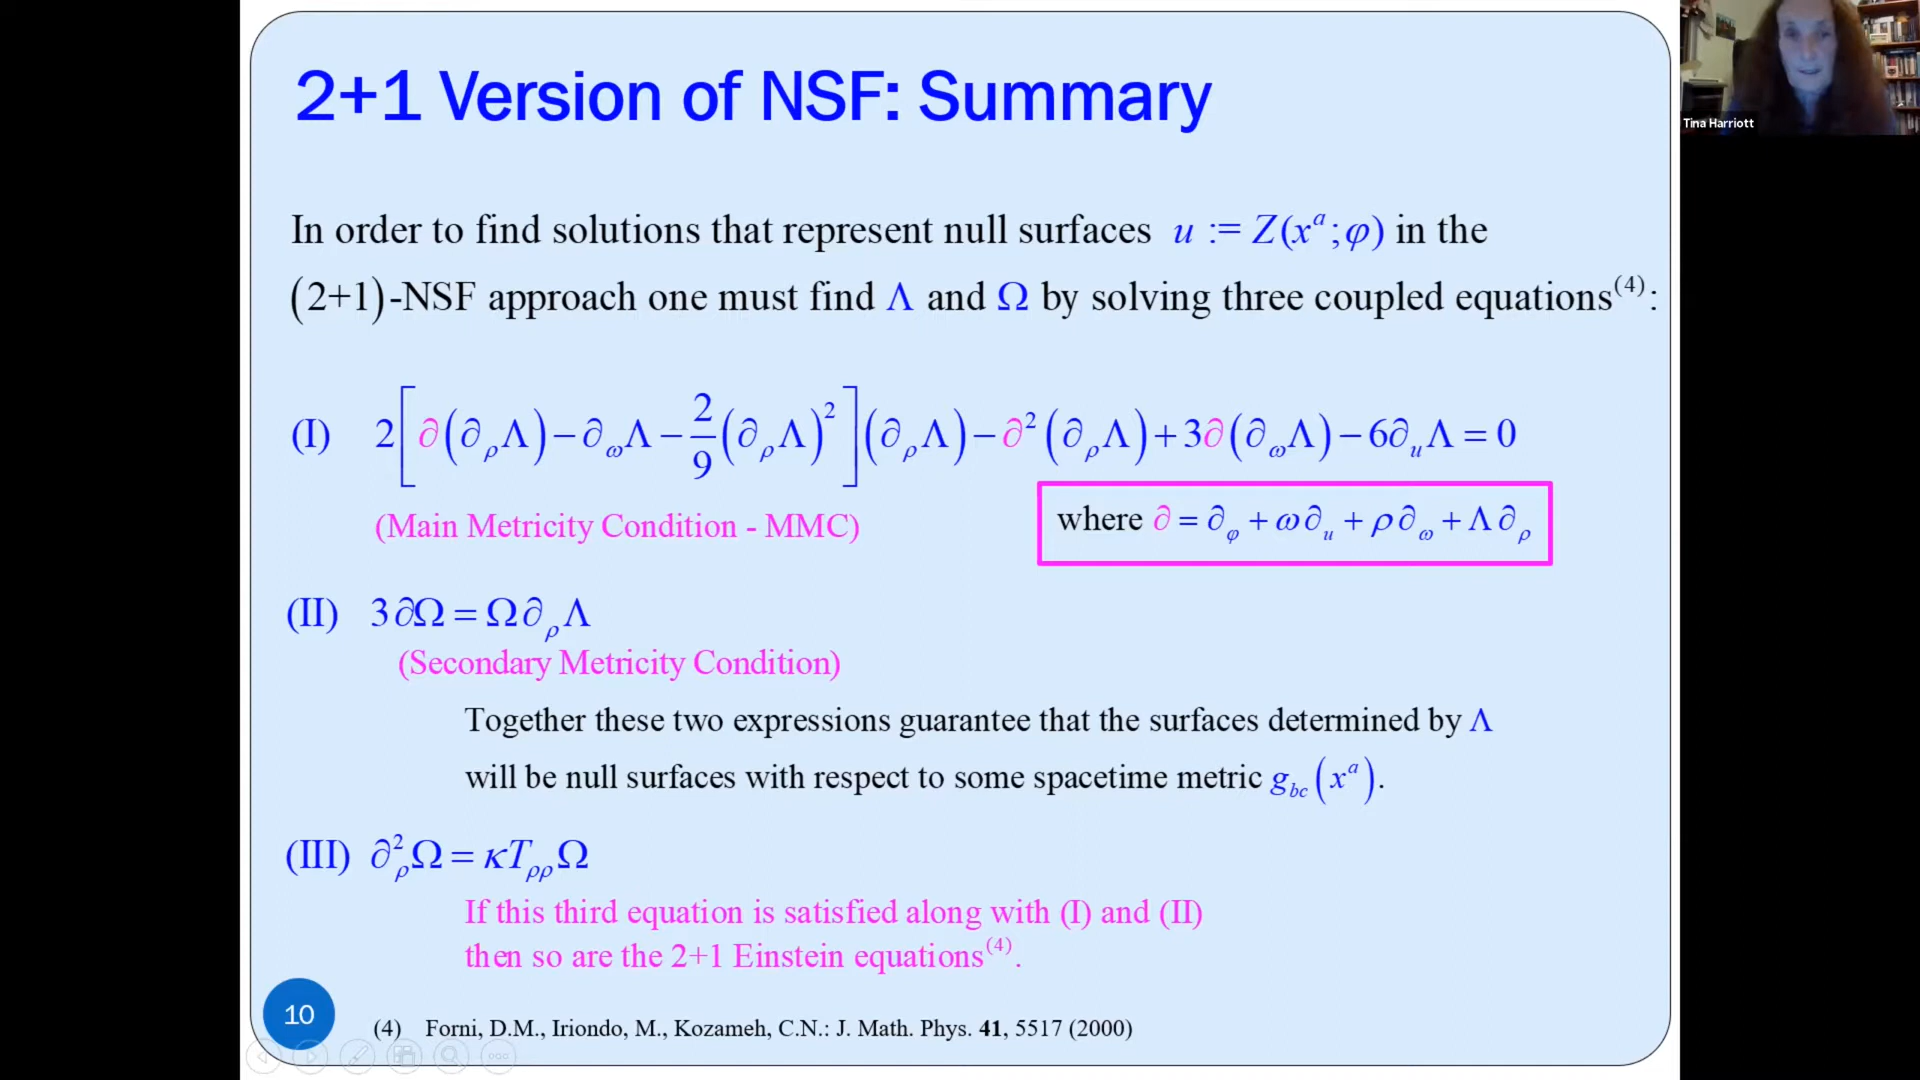 2+1 Version of NSF: Summary
Tina Harriott
In order to find solutions that represent null surfaces u := Z(xᵃ;φ) in the
(2+1)-NSF approach one must find Λ and Ω by solving three coupled equations⁽⁴⁾:
(I) 2[∂(∂_ρΛ) − ∂_ωΛ − 2/9(∂_ρΛ)²](∂_ρΛ) − ∂²(∂_ρΛ) + 3∂(∂_ωΛ) − 6∂_uΛ = 0
(Main Metricity Condition - MMC)
where ∂ = ∂_φ + ω∂_u + ρ∂_ω + Λ∂_ρ
(II) 3∂Ω = Ω∂_ρΛ
(Secondary Metricity Condition)
Together these two expressions guarantee that the surfaces determined by Λ
will be null surfaces with respect to some spacetime metric g_bc(xᵃ).
(III) ∂²_ρΩ = κT_ρρΩ
If this third equation is satisfied along with (I) and (II)
then so are the 2+1 Einstein equations⁽⁴⁾.
10
(4) Forni, D.M., Iriondo, M., Kozameh, C.N.: J. Math. Phys. 41, 5517 (2000)